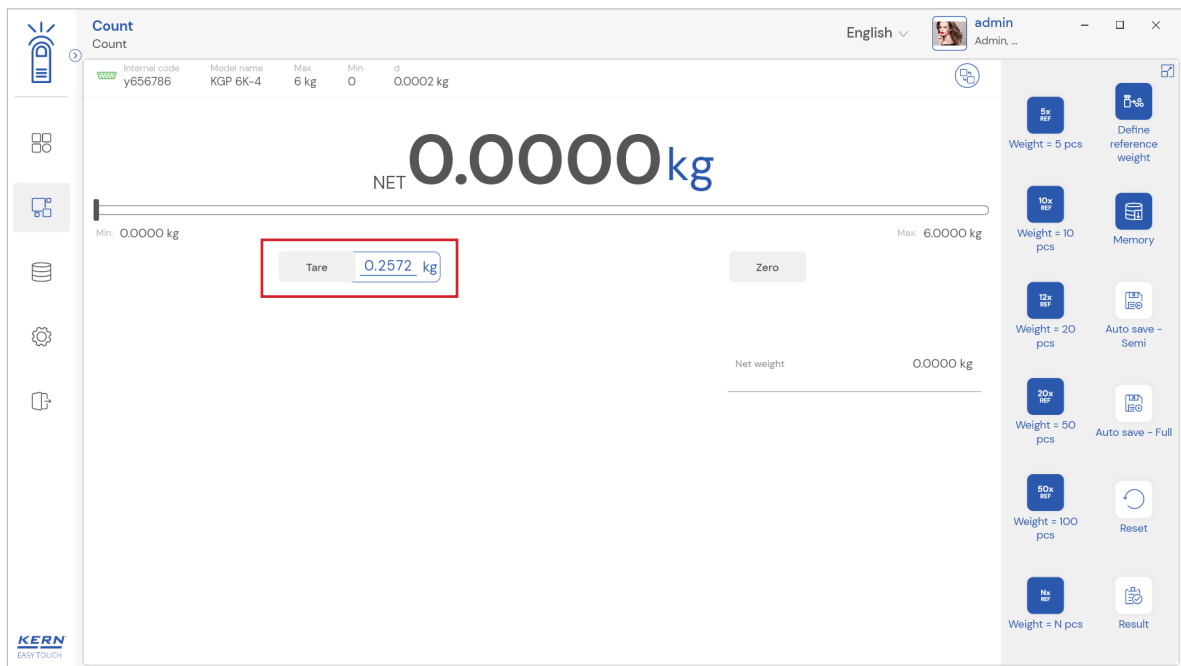 Count
Count
English
admin
Admin, ...
Internal code
y656786
Model name
KGP 6K-4
Max
6 kg
Min
0
d
0.0002 kg
NET 0.0000 kg
Min: 0.0000 kg
Max: 6.0000 kg
Tare 0.2572 kg
Zero
Net weight 0.0000 kg
5x
REF
Weight = 5 pcs
Define
reference
weight
10x
REF
Weight = 10
pcs
Memory
12x
REF
Weight = 20
pcs
Auto save -
Semi
20x
REF
Weight = 50
pcs
Auto save - Full
50x
REF
Weight = 100
pcs
Reset
Nx
REF
Weight = N pcs
Result
KERN
EASY TOUCH